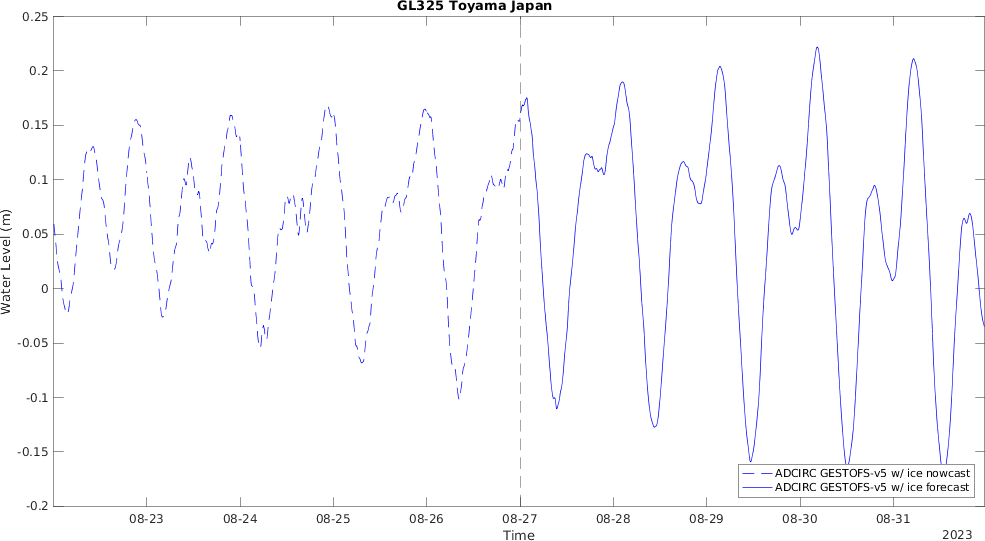 GL325 Toyama Japan
0.25
0.2
0.15
0.1
0.05
0
-0.05
-0.1
-0.15
-0.2
Water Level (m)
ADCIRC GESTOFS-v5 w/ ice nowcast
ADCIRC GESTOFS-v5 w/ ice forecast
08-23 08-24 08-25 08-26 08-27 08-28 08-29 08-30 08-31
Time
2023